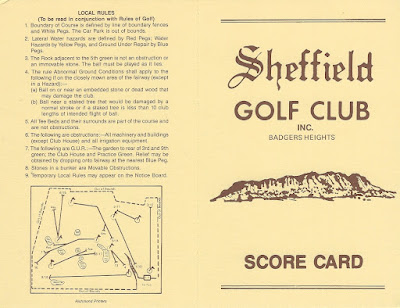 LOCAL RULES
(To be read in conjunction with Rules of Golf)
1. Boundary of Course is defined by line of boundary fences
and White Pegs. The Car Park is out of bounds.
2. Lateral Water hazards are defined by Red Pegs; Water
Hazards by Yellow Pegs, and Ground Under Repair by Blue
Pegs.
3. The Rock adjacent to the 5th green is not an obstruction or
an immovable stone. The ball must be played as it lies.
4. The rule Abnormal Ground Conditions shall apply to the
following (I on the closely mown area of the fairway (except
in a Hazard):—
(a) Ball on or near an embedded stone or dead wood that
may damage the club.
(b) Ball near a staked tree that would be damaged by a
normal stroke or if a staked tree is less than 10 club
lengths of intended flight of ball.
5. All Tee Beds and their surrounds are part of the course and
are not obstructions.
6. The following are obstructions:—All machinery and buildings
(except Club House) and all irrigation equipment.
7. The following are G.U.R.:—The garden to rear of 3rd and 6th
green; the Club House and Practice Green. Relief may be
obtained by dropping onto fairway at the nearest Blue Peg.
8. Stones in a bunker are Movable Obstructions.
9. Temporary Local Rules may appear on the Notice Board.
Sheffield
GOLF CLUB
INC.
BADGERS HEIGHTS
SCORE CARD